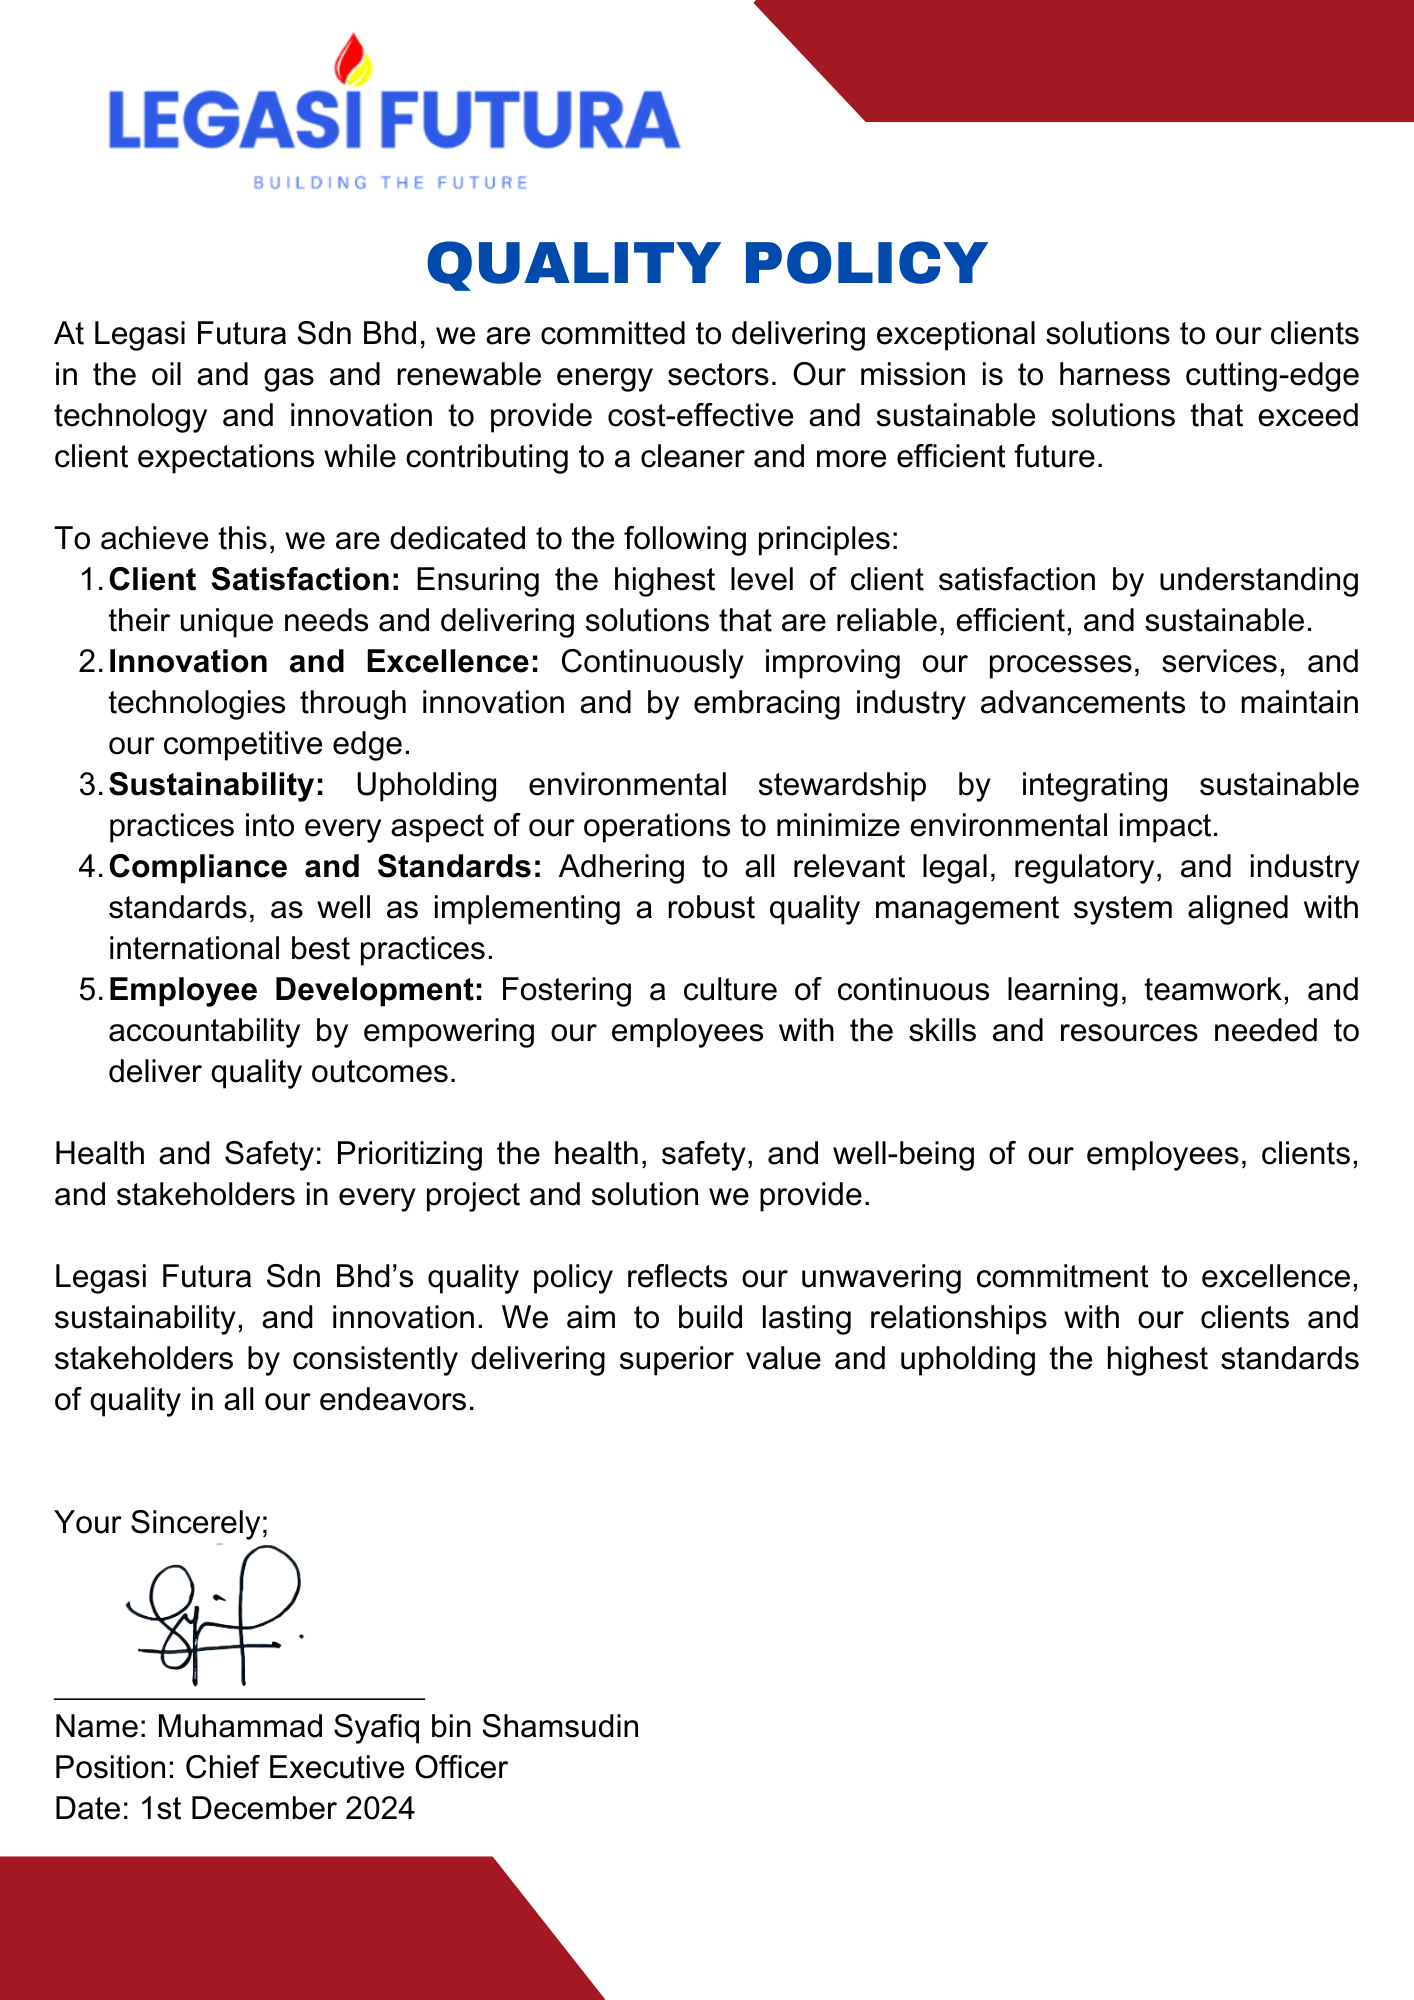 LEGASI FUTURA
BUILDING THE FUTURE
QUALITY POLICY
At Legasi Futura Sdn Bhd, we are committed to delivering exceptional solutions to our clients
in the oil and gas and renewable energy sectors. Our mission is to harness cutting-edge
technology and innovation to provide cost-effective and sustainable solutions that exceed
client expectations while contributing to a cleaner and more efficient future.
To achieve this, we are dedicated to the following principles:
1. Client Satisfaction: Ensuring the highest level of client satisfaction by understanding
their unique needs and delivering solutions that are reliable, efficient, and sustainable.
2. Innovation and Excellence: Continuously improving our processes, services, and
technologies through innovation and by embracing industry advancements to maintain
our competitive edge.
3. Sustainability: Upholding environmental stewardship by integrating sustainable
practices into every aspect of our operations to minimize environmental impact.
4. Compliance and Standards: Adhering to all relevant legal, regulatory, and industry
standards, as well as implementing a robust quality management system aligned with
international best practices.
5. Employee Development: Fostering a culture of continuous learning, teamwork, and
accountability by empowering our employees with the skills and resources needed to
deliver quality outcomes.
Health and Safety: Prioritizing the health, safety, and well-being of our employees, clients,
and stakeholders in every project and solution we provide.
Legasi Futura Sdn Bhd’s quality policy reflects our unwavering commitment to excellence,
sustainability, and innovation. We aim to build lasting relationships with our clients and
stakeholders by consistently delivering superior value and upholding the highest standards
of quality in all our endeavors.
Your Sincerely;
Name: Muhammad Syafiq bin Shamsudin
Position: Chief Executive Officer
Date: 1st December 2024